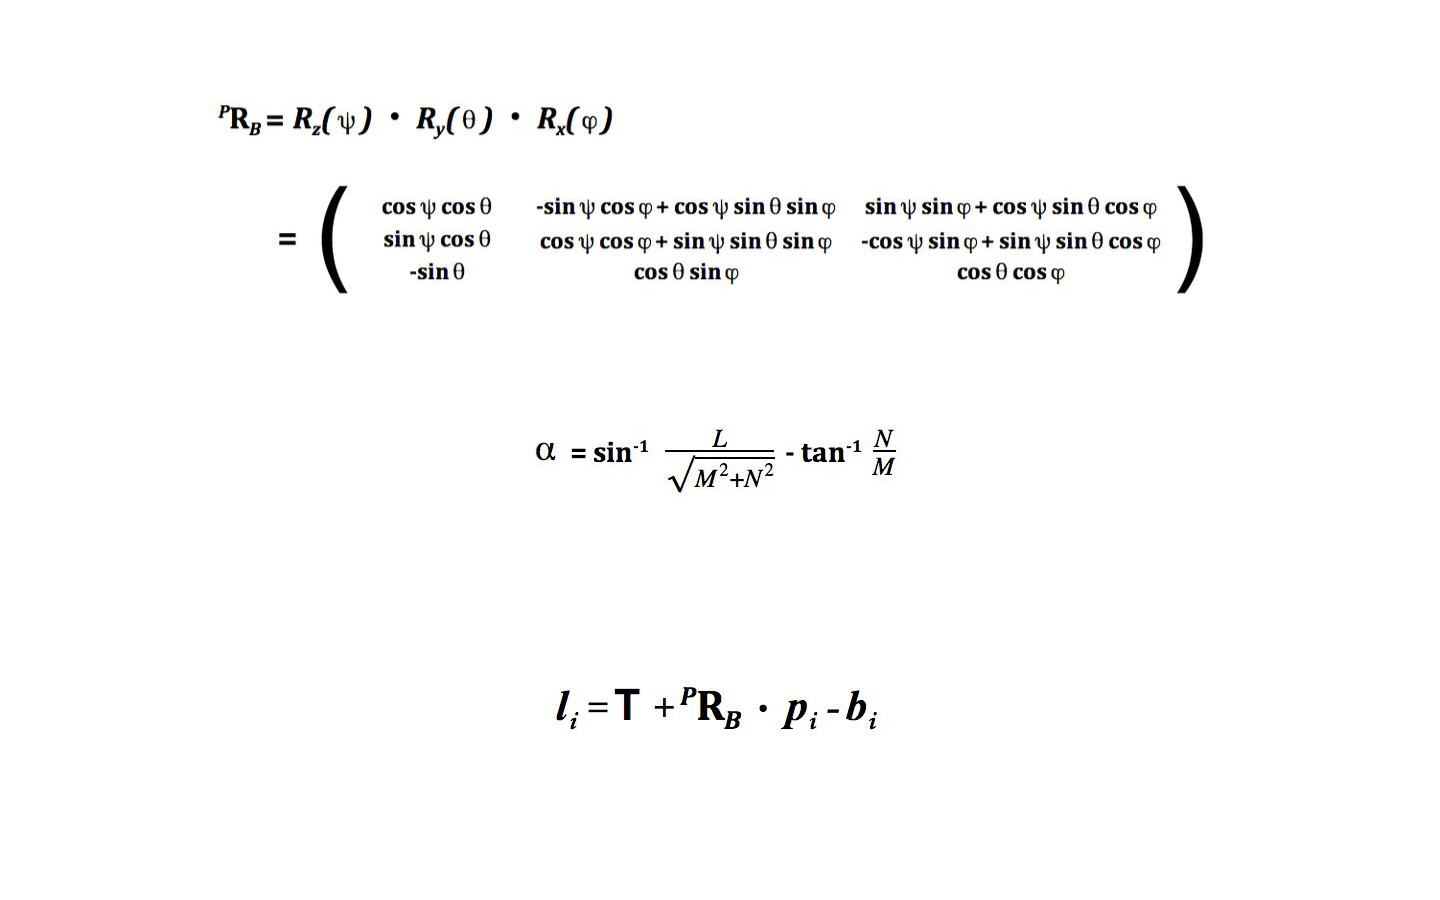 ᴾR_B = R_z(ψ) • R_y(θ) • R_x(φ)
= ( cos ψ cos θ   -sin ψ cos φ + cos ψ sin θ sin φ   sin ψ sin φ + cos ψ sin θ cos φ
sin ψ cos θ   cos ψ cos φ + sin ψ sin θ sin φ   -cos ψ sin φ + sin ψ sin θ cos φ
-sin θ   cos θ sin φ   cos θ cos φ )
α = sin⁻¹ L/√(M²+N²) - tan⁻¹ N/M
l_i = T + ᴾR_B • p_i - b_i